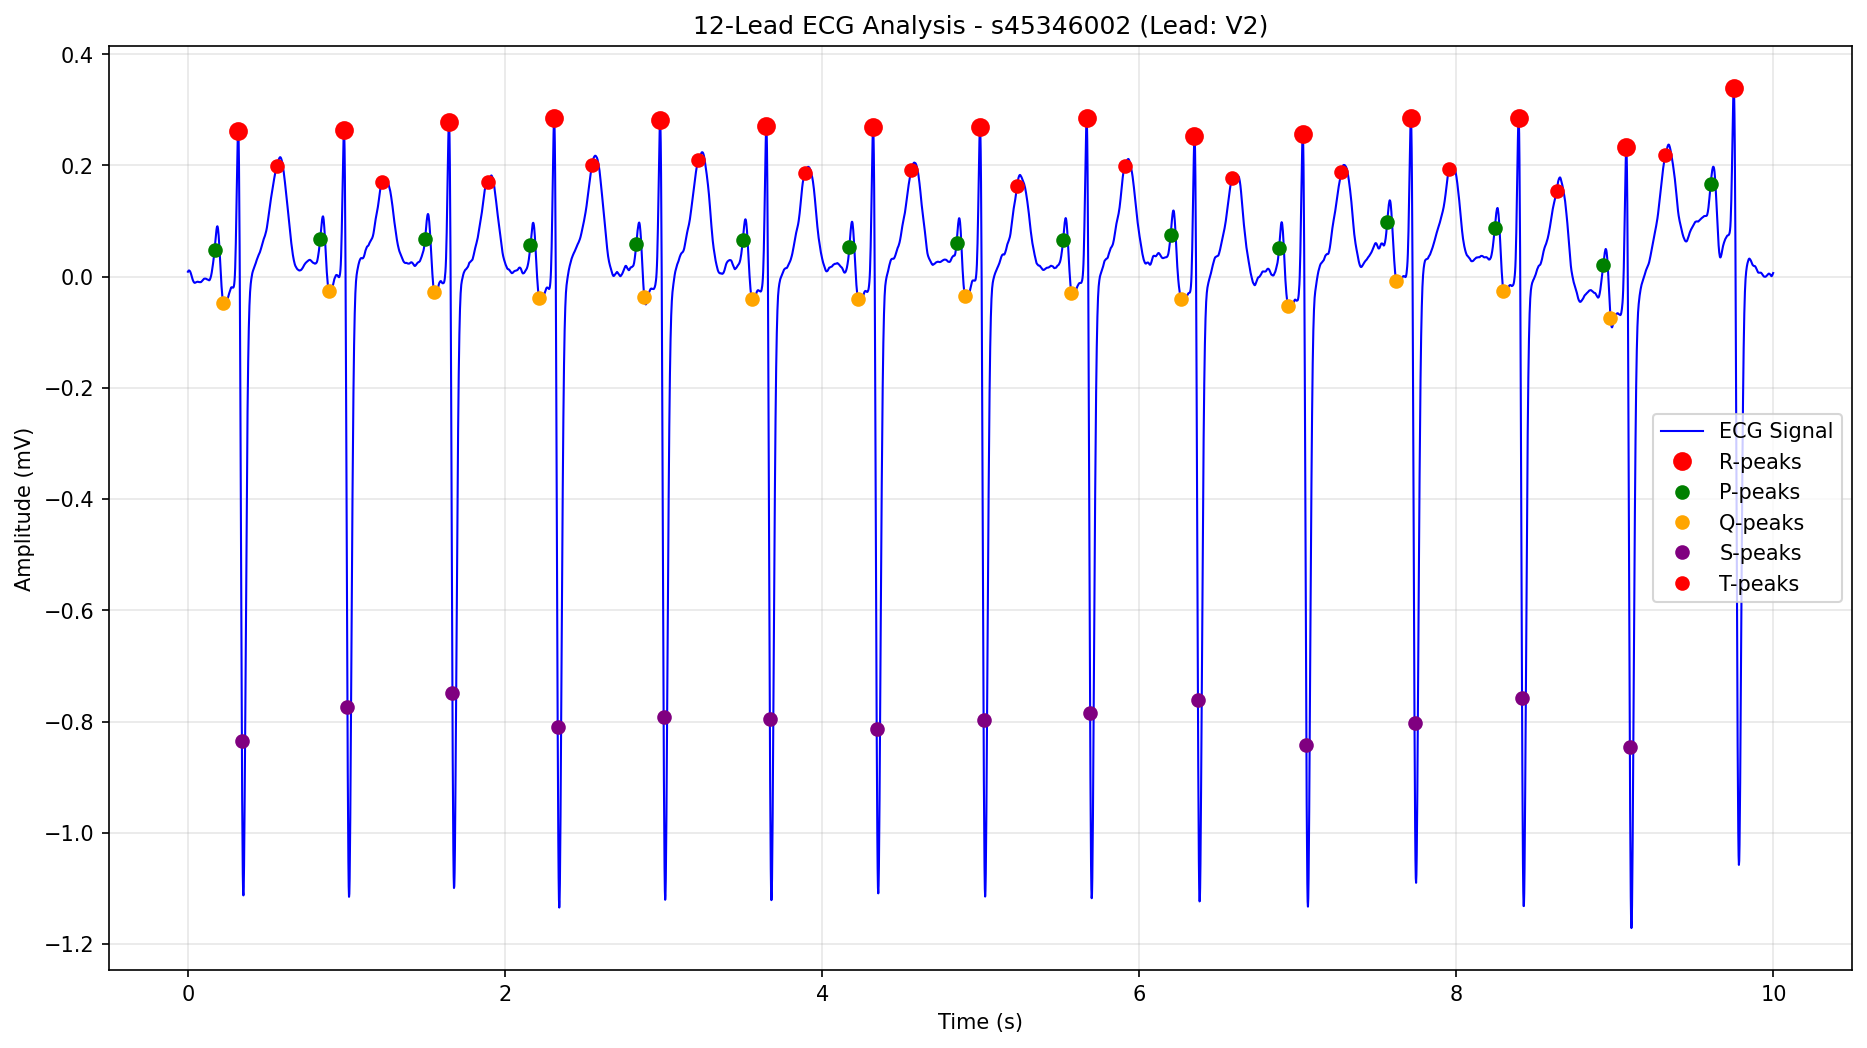 12-Lead ECG Analysis - s45346002 (Lead: V2)
Amplitude (mV)
0.4
0.2
0.0
−0.2
−0.4
−0.6
−0.8
−1.0
−1.2
ECG Signal
R-peaks
P-peaks
Q-peaks
S-peaks
T-peaks
0 2 4 6 8 10
Time (s)